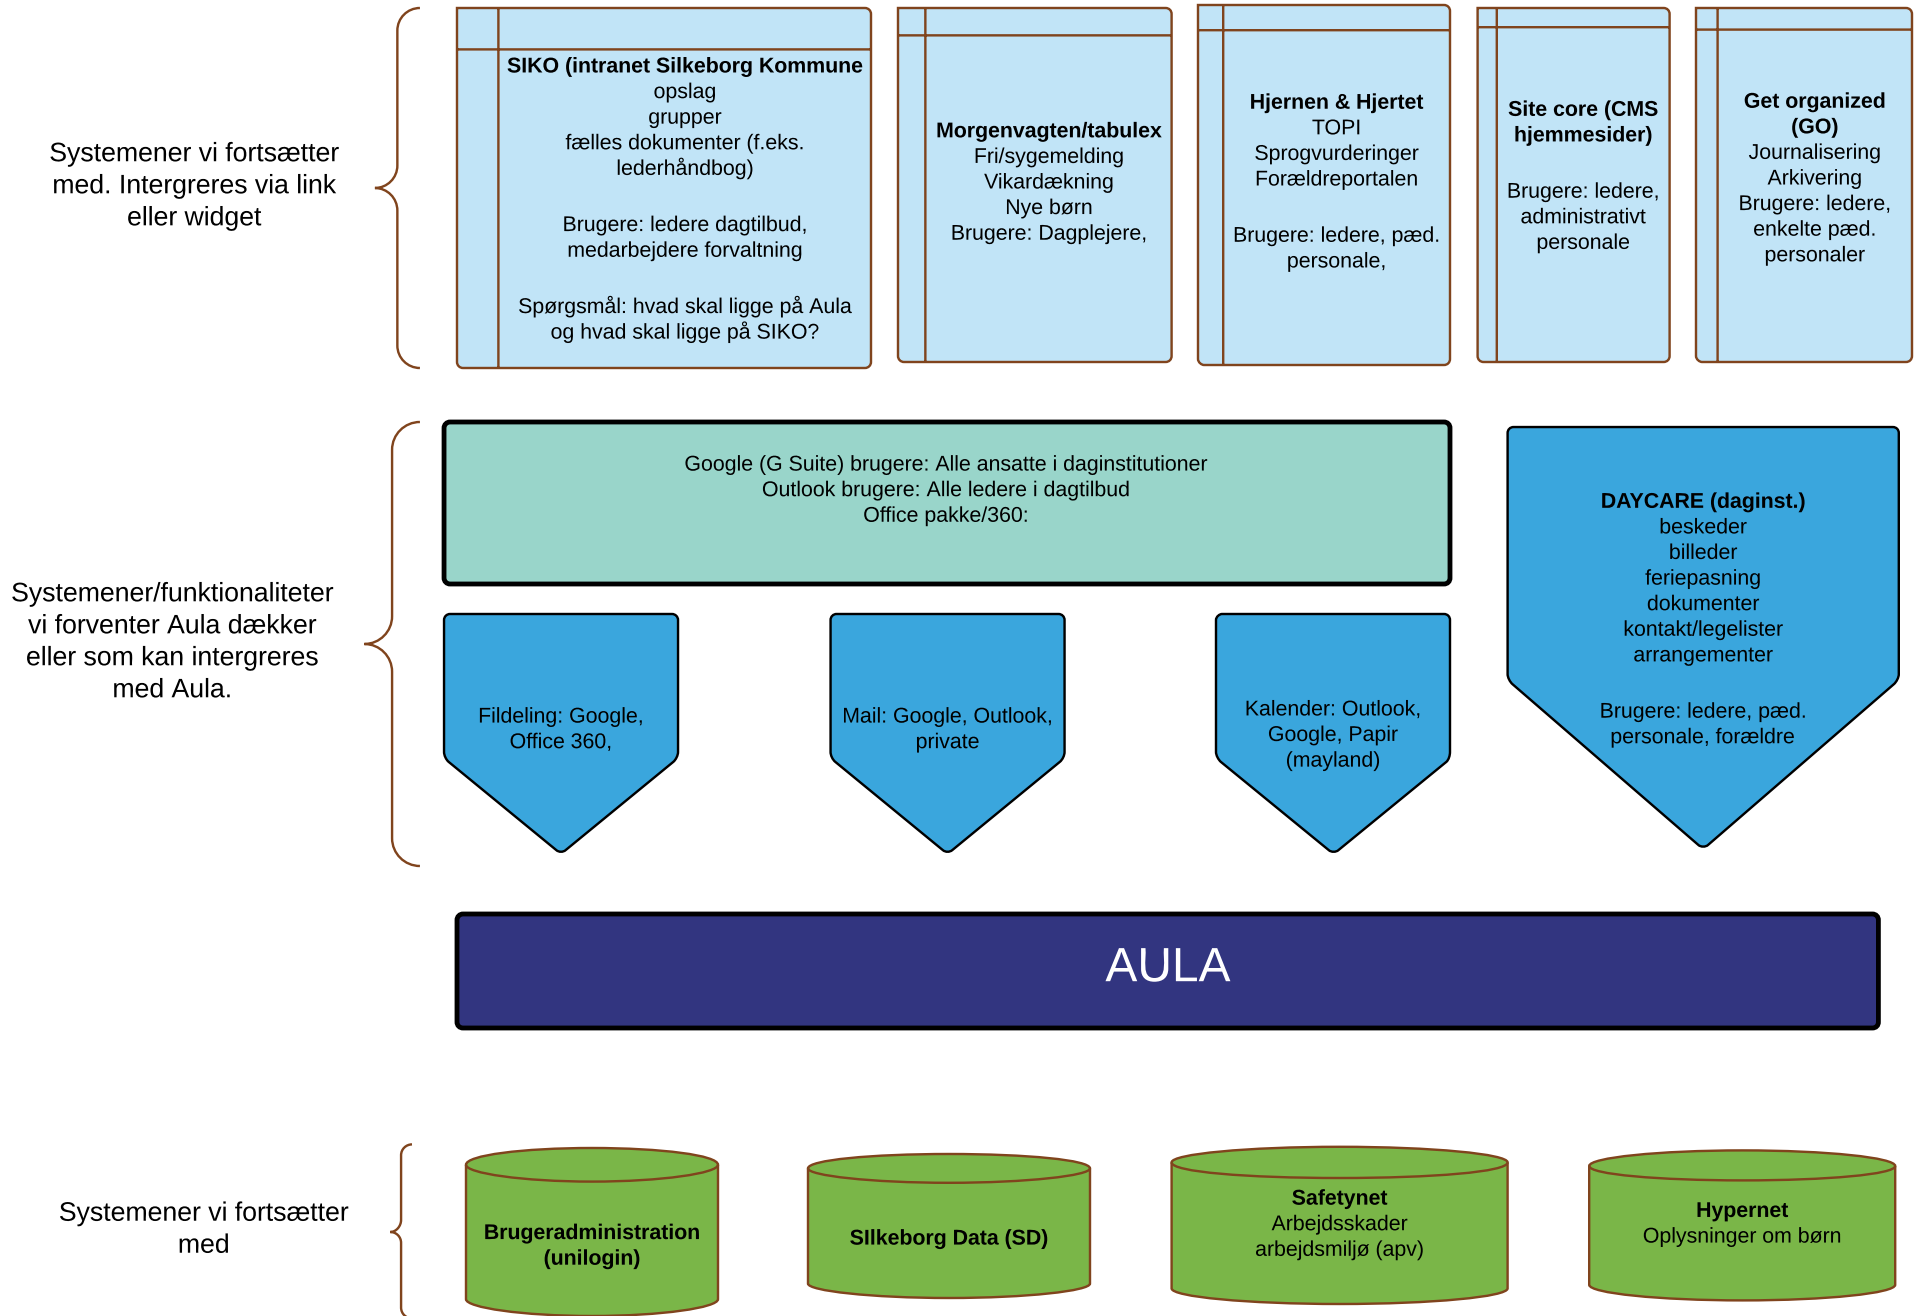 Systemener vi fortsætter
med. Intergreres via link
eller widget
SIKO (intranet Silkeborg Kommune
opslag
grupper
fælles dokumenter (f.eks.
lederhåndbog)
Brugere: ledere dagtilbud,
medarbejdere forvaltning
Spørgsmål: hvad skal ligge på Aula
og hvad skal ligge på SIKO?
Morgenvagten/tabulex
Fri/sygemelding
Vikardækning
Nye børn
Brugere: Dagplejere,
Hjernen & Hjertet
TOPI
Sprogvurderinger
Forældreportalen
Brugere: ledere, pæd.
personale,
Site core (CMS
hjemmesider)
Brugere: ledere,
administrativt
personale
Get organized
(GO)
Journalisering
Arkivering
Brugere: ledere,
enkelte pæd.
personaler
Systemener/funktionaliteter
vi forventer Aula dækker
eller som kan intergreres
med Aula.
Google (G Suite) brugere: Alle ansatte i daginstitutioner
Outlook brugere: Alle ledere i dagtilbud
Office pakke/360:
Fildeling: Google,
Office 360,
Mail: Google, Outlook,
private
Kalender: Outlook,
Google, Papir
(mayland)
DAYCARE (daginst.)
beskeder
billeder
feriepasning
dokumenter
kontakt/legelister
arrangementer
Brugere: ledere, pæd.
personale, forældre
AULA
Systemener vi fortsætter
med
Brugeradministration
(unilogin)
SIlkeborg Data (SD)
Safetynet
Arbejdsskader
arbejdsmiljø (apv)
Hypernet
Oplysninger om børn